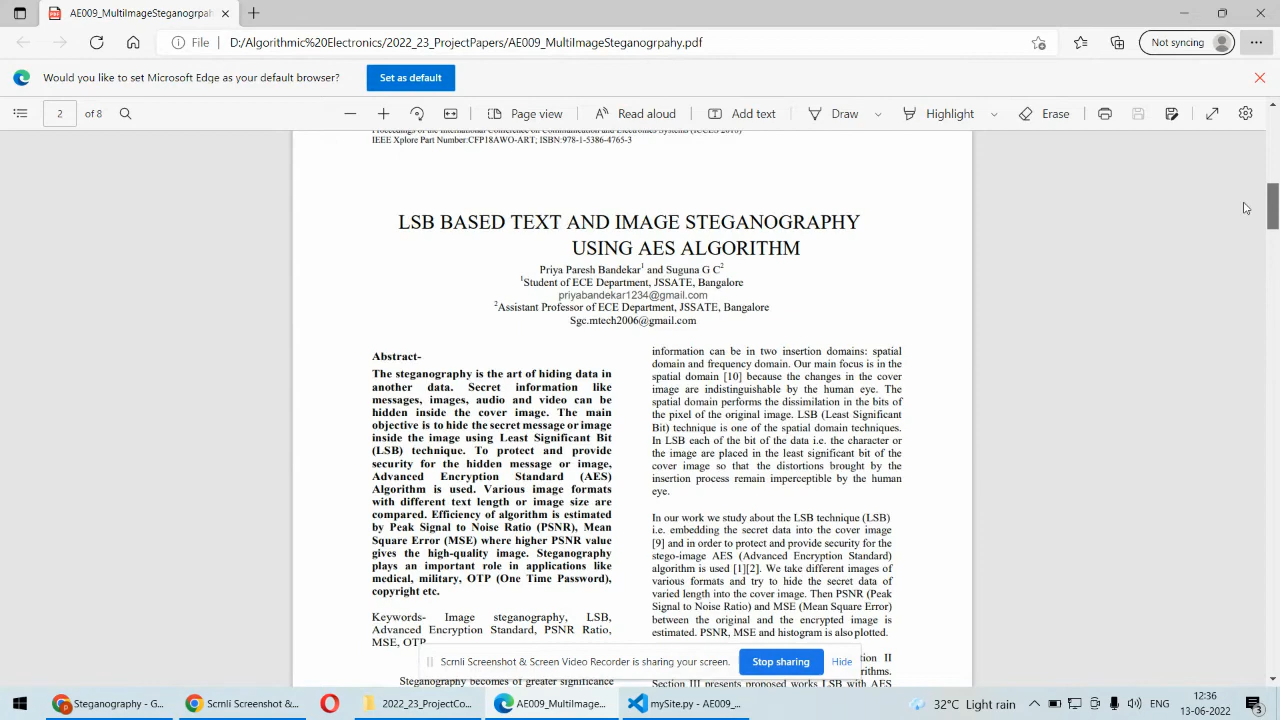 AE009_MultiImageSteganogrpah
File
D:/Algorithmic%20Electronics/2022_23_ProjectPapers/AE009_MultiImageSteganogrpahy.pdf
Not syncing
Would you like to set Microsoft Edge as your default browser?
Set as default
2
of 8
Page view
Read aloud
Add text
Draw
Highlight
Erase
IEEE Xplore Part Number:CFP18AWO-ART; ISBN:978-1-5386-4765-3
LSB BASED TEXT AND IMAGE STEGANOGRAPHY
USING AES ALGORITHM
Priya Paresh Bandekar1 and Suguna G C2
1Student of ECE Department, JSSATE, Bangalore
priyabandekar1234@gmail.com
2Assistant Professor of ECE Department, JSSATE, Bangalore
Sgc.mtech2006@gmail.com
Abstract-
The steganography is the art of hiding data in
another data. Secret information like
messages, images, audio and video can be
hidden inside the cover image. The main
objective is to hide the secret message or image
inside the image using Least Significant Bit
(LSB) technique. To protect and provide
security for the hidden message or image,
Advanced Encryption Standard (AES)
Algorithm is used. Various image formats
with different text length or image size are
compared. Efficiency of algorithm is estimated
by Peak Signal to Noise Ratio (PSNR), Mean
Square Error (MSE) where higher PSNR value
gives the high-quality image. Steganography
plays an important role in applications like
medical, military, OTP (One Time Password),
copyright etc.
Keywords- Image steganography, LSB,
Advanced Encryption Standard, PSNR Ratio,
MSE, OTP
Steganography becomes of greater significance
information can be in two insertion domains: spatial
domain and frequency domain. Our main focus is in the
spatial domain [10] because the changes in the cover
image are indistinguishable by the human eye. The
spatial domain performs the dissimilation in the bits of
the pixel of the original image. LSB (Least Significant
Bit) technique is one of the spatial domain techniques.
In LSB each of the bit of the data i.e. the character or
the image are placed in the least significant bit of the
cover image so that the distortions brought by the
insertion process remain imperceptible by the human
eye.
In our work we study about the LSB technique (LSB)
i.e. embedding the secret data into the cover image
[9] and in order to protect and provide security for the
stego-image AES (Advanced Encryption Standard)
algorithm is used [1][2]. We take different images of
various formats and try to hide the secret data of
varied length into the cover image. Then PSNR (Peak
Signal to Noise Ratio) and MSE (Mean Square Error)
between the original and the encrypted image is
estimated. PSNR, MSE and histogram is also plotted.
tion II
rithms.
Section III presents proposed works LSB with AES
Scrnli Screenshot & Screen Video Recorder is sharing your screen.
Stop sharing
Hide
Steganography - G...
Scrnli Screenshot &...
2022_23_ProjectCo...
AE009_MultiImage...
mySite.py - AE009_...
32°C Light rain
12:36
13-06-2022
3